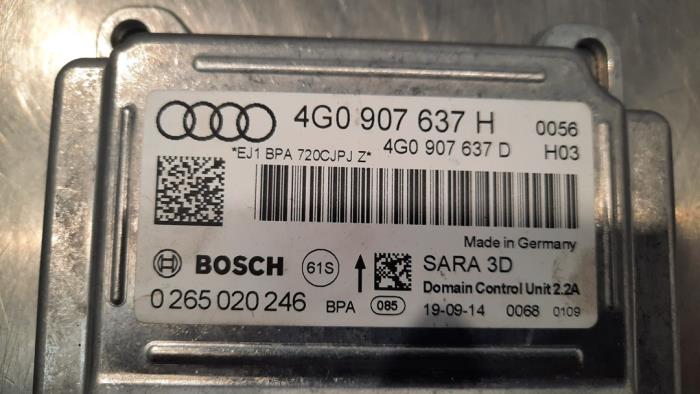 4G0 907 637 H 0056
*EJ1 BPA 720CJPJ Z* 4G0 907 637 D H03
Made in Germany
BOSCH 61S SARA 3D
Domain Control Unit 2.2A
0 265 020 246 BPA 085 19-09-14 0068 0109